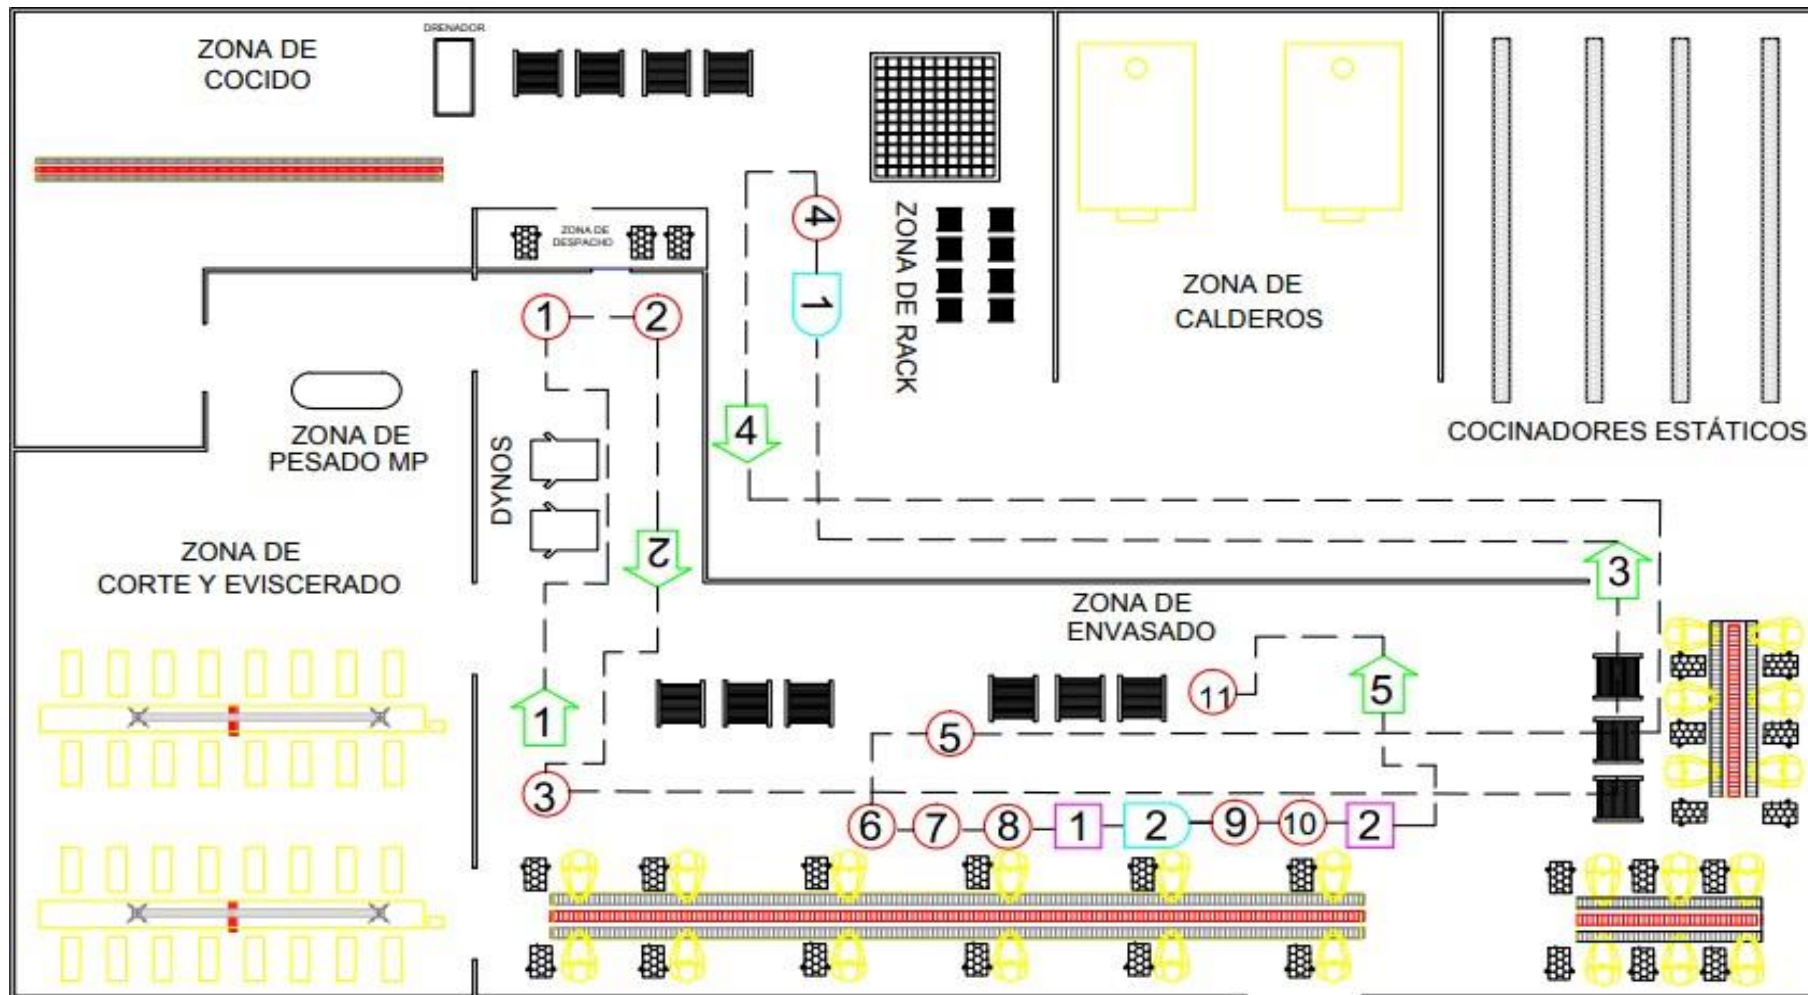 DRENADOR
ZONA DE
COCIDO
ZONA DE
DESPACHO
4
1
ZONA DE RACK
ZONA DE
CALDEROS
COCINADORES ESTÁTICOS
1
2
ZONA DE
PESADO MP
DYNOS
4
2
3
ZONA DE
CORTE Y EVISCERADO
ZONA DE
ENVASADO
1
11
5
5
3
6
7
8
1
2
9
10
2